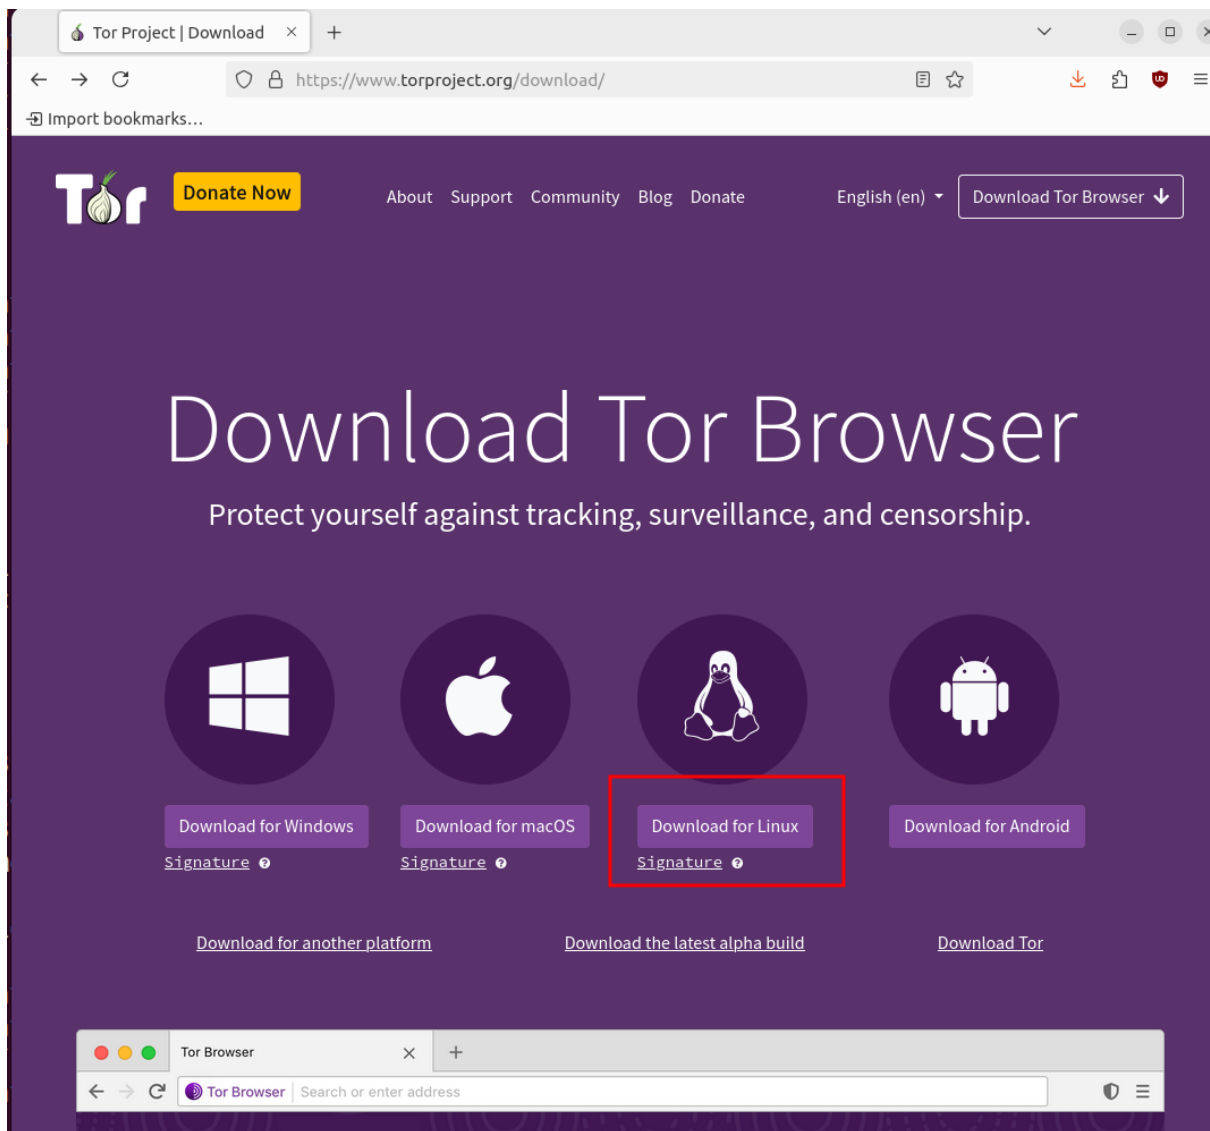 Tor Project | Download
https://www.torproject.org/download/
Import bookmarks...
Tor
Donate Now
About Support Community Blog Donate
English (en)
Download Tor Browser
Download Tor Browser
Protect yourself against tracking, surveillance, and censorship.
Download for Windows Download for macOS Download for Linux Download for Android
Signature ? Signature ? Signature ?
Download for another platform Download the latest alpha build Download Tor
Tor Browser
Tor Browser Search or enter address